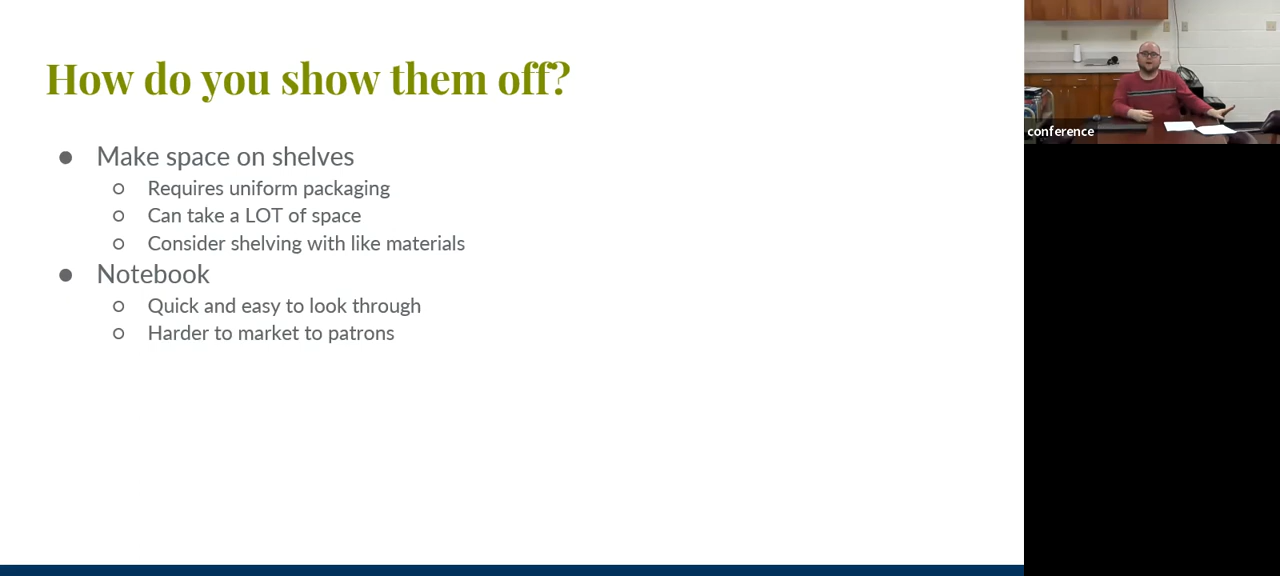 How do you show them off?
Make space on shelves
Requires uniform packaging
Can take a LOT of space
Consider shelving with like materials
Notebook
Quick and easy to look through
Harder to market to patrons
conference